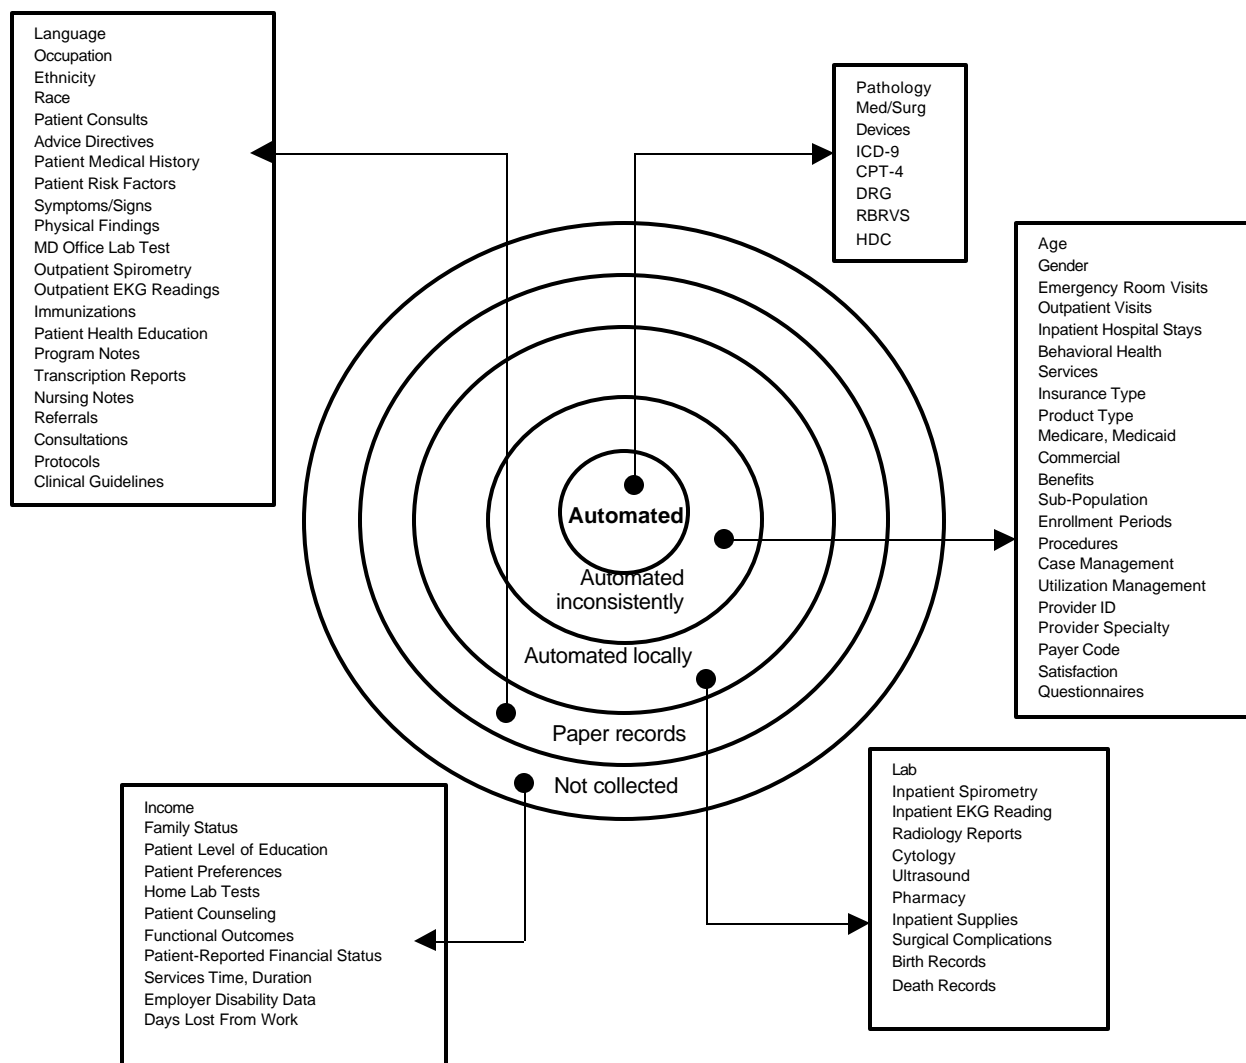 Language
Occupation
Ethnicity
Race
Patient Consults
Advice Directives
Patient Medical History
Patient Risk Factors
Symptoms/Signs
Physical Findings
MD Office Lab Test
Outpatient Spirometry
Outpatient EKG Readings
Immunizations
Patient Health Education
Program Notes
Transcription Reports
Nursing Notes
Referrals
Consultations
Protocols
Clinical Guidelines
Pathology
Med/Surg
Devices
ICD-9
CPT-4
DRG
RBRVS
HDC
Age
Gender
Emergency Room Visits
Outpatient Visits
Inpatient Hospital Stays
Behavioral Health
Services
Insurance Type
Product Type
Medicare, Medicaid
Commercial
Benefits
Sub-Population
Enrollment Periods
Procedures
Case Management
Utilization Management
Provider ID
Provider Specialty
Payer Code
Satisfaction
Questionnaires
Automated
Automated
inconsistently
Automated locally
Paper records
Not collected
Income
Family Status
Patient Level of Education
Patient Preferences
Home Lab Tests
Patient Counseling
Functional Outcomes
Patient-Reported Financial Status
Services Time, Duration
Employer Disability Data
Days Lost From Work
Lab
Inpatient Spirometry
Inpatient EKG Reading
Radiology Reports
Cytology
Ultrasound
Pharmacy
Inpatient Supplies
Surgical Complications
Birth Records
Death Records